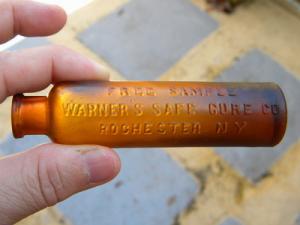 FREE SAMPLE
WARNER'S SAFE CURE CO
ROCHESTER N.Y